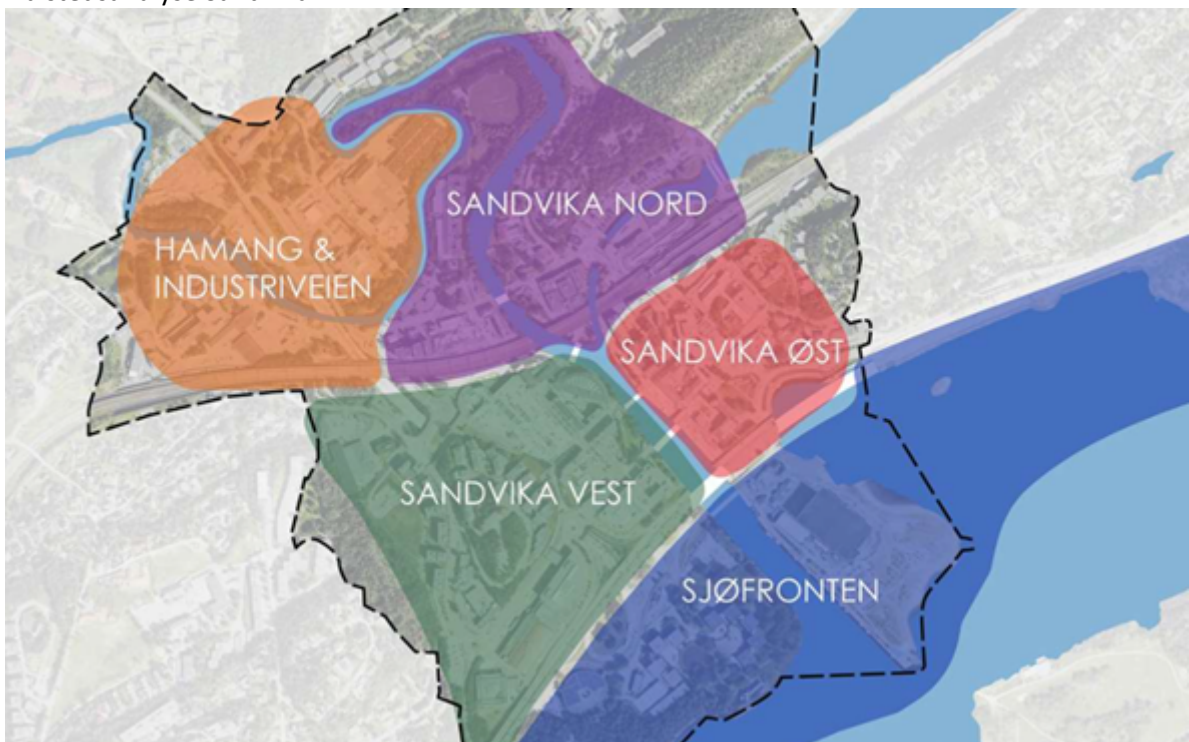 SANDVIKA NORD
HAMANG &
INDUSTRIVEIEN
SANDVIKA ØST
SANDVIKA VEST
SJØFRONTEN